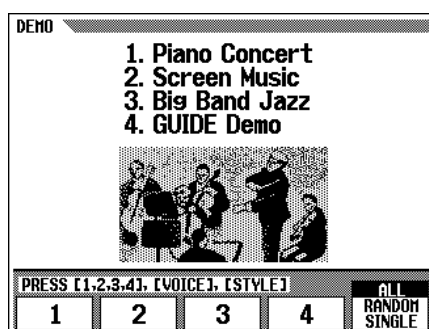 DEMO
1. Piano Concert
2. Screen Music
3. Big Band Jazz
4. GUIDE Demo
PRESS [1,2,3,4], [VOICE], [STYLE]
1 2 3 4
ALL
RANDOM
SINGLE